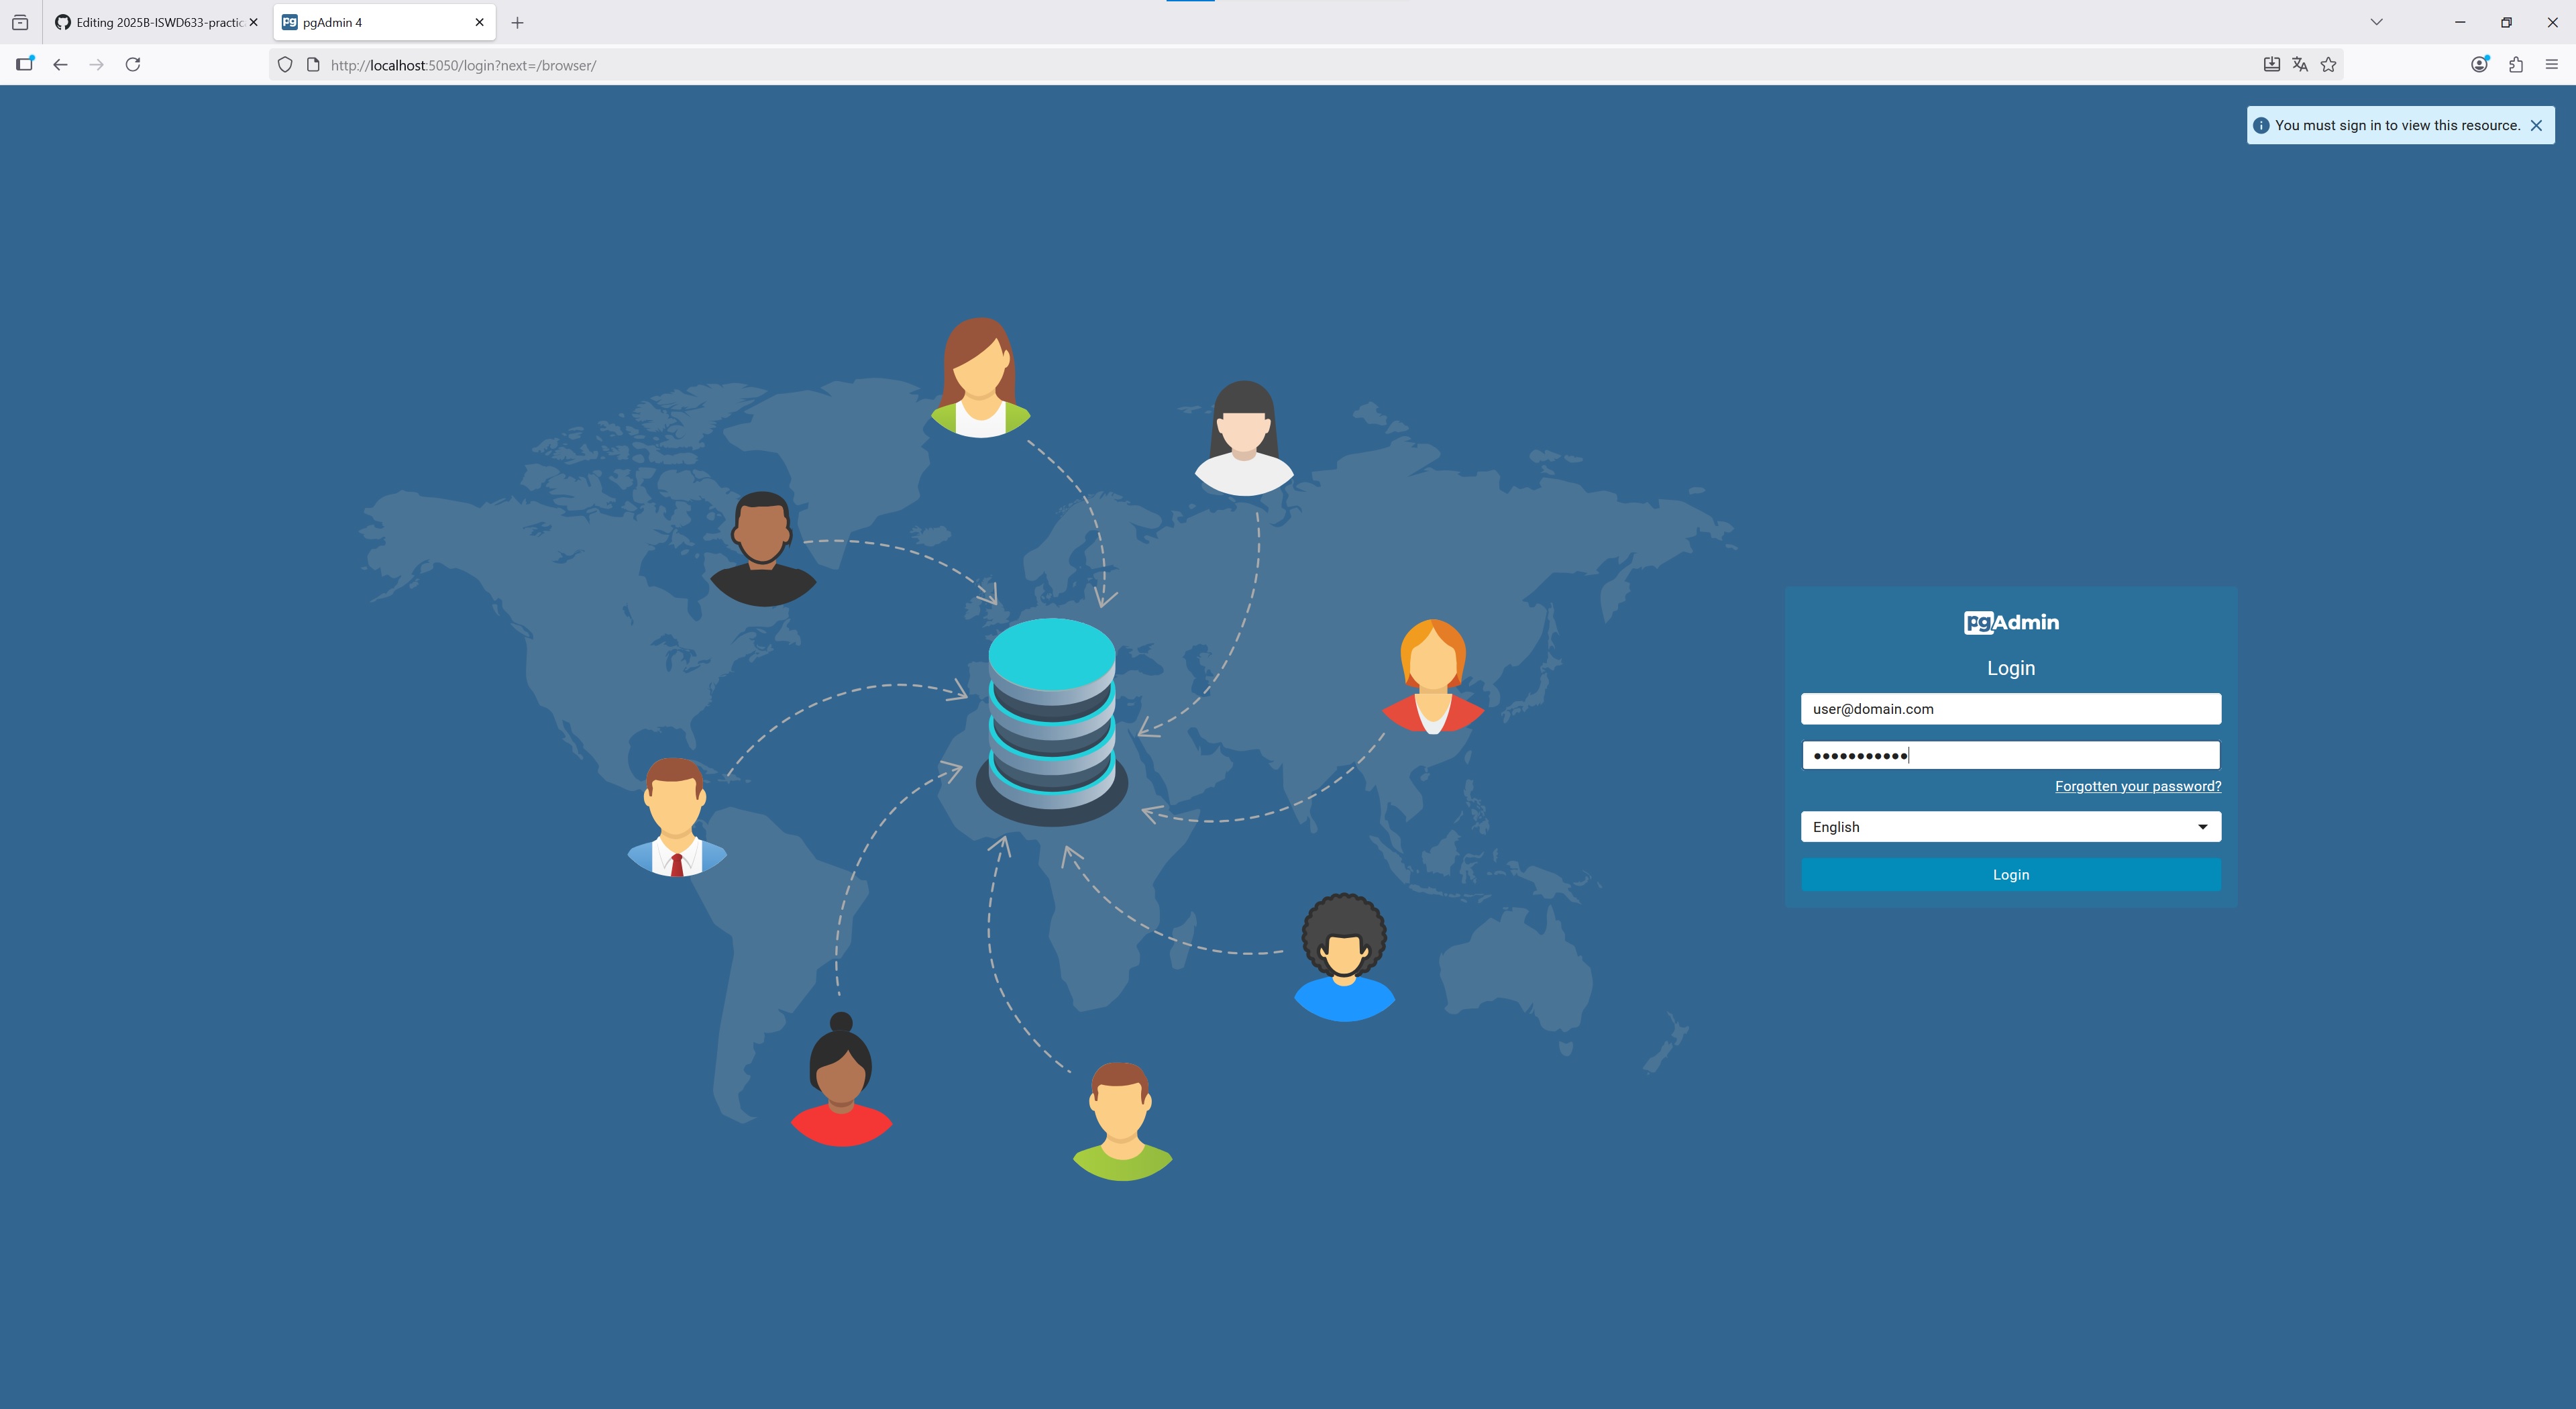 Editing 2025B-ISWD633-practic
pgAdmin 4
http://localhost:5050/login?next=/browser/
You must sign in to view this resource.
pgAdmin
Login
user@domain.com
•••••••••••
Forgotten your password?
English
Login